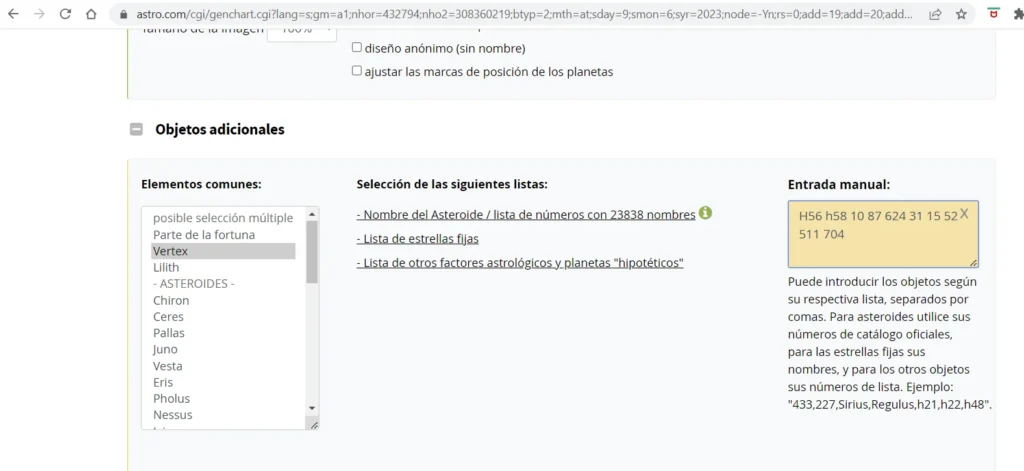 astro.com/cgi/genchart.cgi?lang=s;gm=a1;nhor=432794;nho2=308360219;btyp=2;mth=at;sday=9;smon=6;syr=2023;node=-Yn;rs=0;add=19;add=20;add...
Tamaño de la imagen 100%
diseño anónimo (sin nombre)
ajustar las marcas de posición de los planetas
Objetos adicionales
Elementos comunes:
posible selección múltiple
Parte de la fortuna
Vertex
Lilith
- ASTEROIDES -
Chiron
Ceres
Pallas
Juno
Vesta
Eris
Pholus
Nessus
Selección de las siguientes listas:
- Nombre del Asteroide / lista de números con 23838 nombres
- Lista de estrellas fijas
- Lista de otros factores astrológicos y planetas "hipotéticos"
Entrada manual:
H56 h58 10 87 624 31 15 52 X
511 704
Puede introducir los objetos según
su respectiva lista, separados por
comas. Para asteroides utilice sus
números de catálogo oficiales,
para las estrellas fijas sus
nombres, y para los otros objetos
sus números de lista. Ejemplo:
"433,227,Sirius,Regulus,h21,h22,h48".